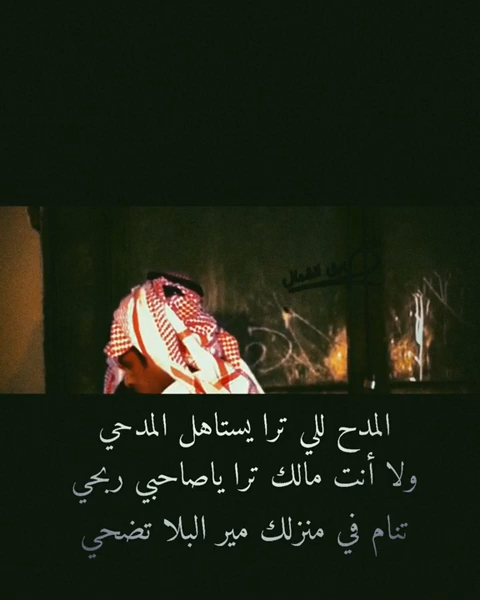 المدح للي ترا يستاهل المدحي
ولا أنت مالك ترا ياصاحبي ربحي
تنام في منزلك مير البلا تضحي